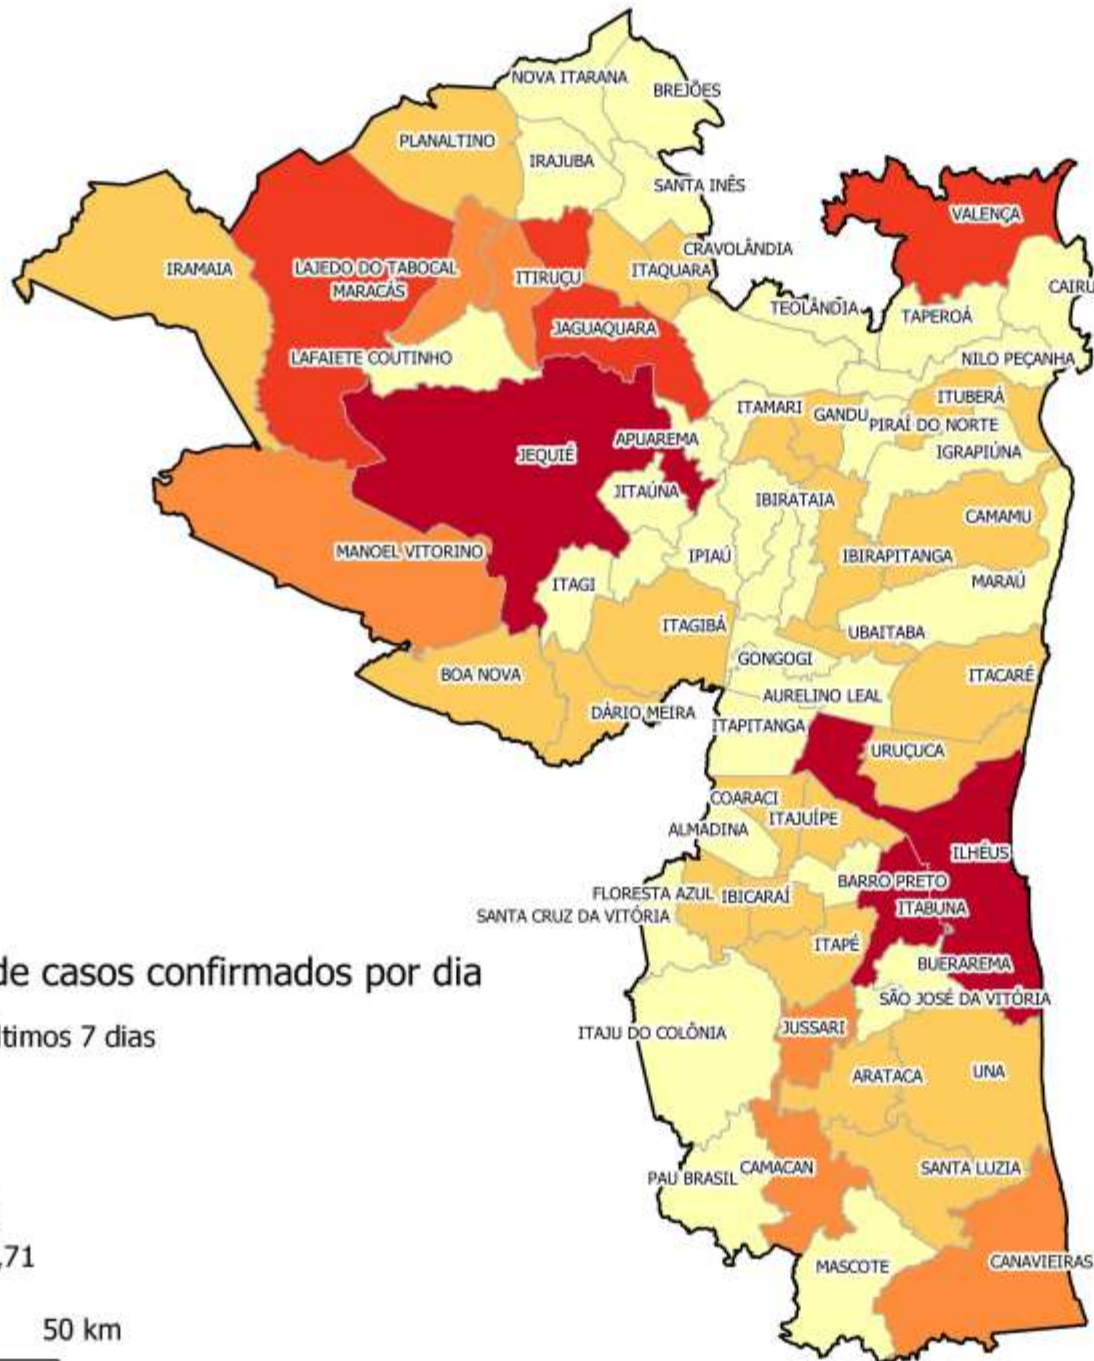 NOVA ITARANA
BREJÕES
PLANALTINO
IRAJUBA
SANTA INÊS
VALENÇA
CRAVOLÂNDIA
IRAMAIA
LAJEDO DO TABOCAL
ITIRUÇU
ITAQUARA
MARACÁS
CAIRU
TEOLÂNDIA
TAPEROÁ
JAGUAQUARA
LAFAIETE COUTINHO
NILO PEÇANHA
ITUBERÁ
ITAMARI
GANDU
PIRAÍ DO NORTE
APUAREMA
JEQUIÉ
IGRAPIÚNA
JITAÚNA
IBIRATAIA
CAMAMU
MANOEL VITORINO
IPIAÚ
IBIRAPITANGA
ITAGI
MARAÚ
ITAGIBÁ
UBAITABA
GONGOGI
BOA NOVA
ITACARÉ
AURELINO LEAL
DÁRIO MEIRA
ITAPITANGA
URUÇUCA
COARACI
ITAJUÍPE
ALMADINA
ILHÉUS
BARRO PRETO
FLORESTA AZUL
IBICARAÍ
ITABUNA
SANTA CRUZ DA VITÓRIA
ITAPÉ
BUERAREMA
de casos confirmados por dia
SÃO JOSÉ DA VITÓRIA
JUSSARI
ITAJU DO COLÔNIA
ltimos 7 dias
ARATACA
UNA
CAMACAN
SANTA LUZIA
PAU BRASIL
,71
CANAVIEIRAS
MASCOTE
50 km